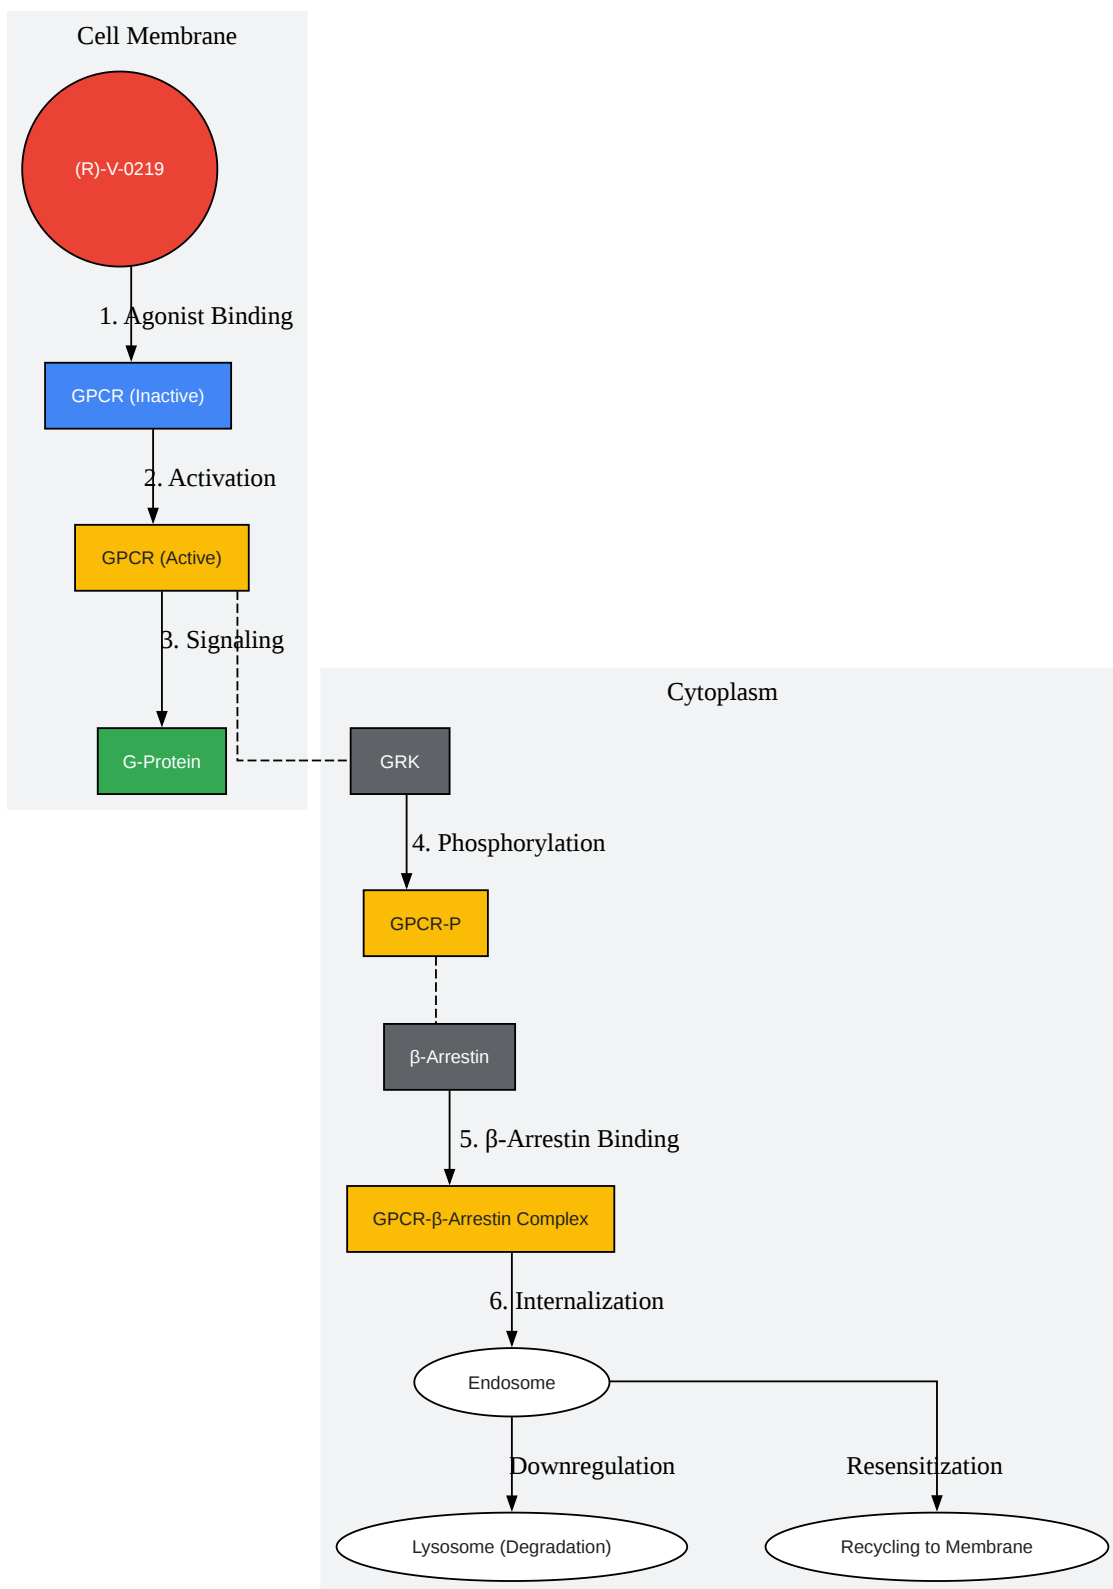 Cell Membrane
(R)-V-0219
1. Agonist Binding
GPCR (Inactive)
2. Activation
GPCR (Active)
3. Signaling
G-Protein
Cytoplasm
GRK
4. Phosphorylation
GPCR-P
β-Arrestin
5. β-Arrestin Binding
GPCR-β-Arrestin Complex
6. Internalization
Endosome
Downregulation
Resensitization
Lysosome (Degradation)
Recycling to Membrane